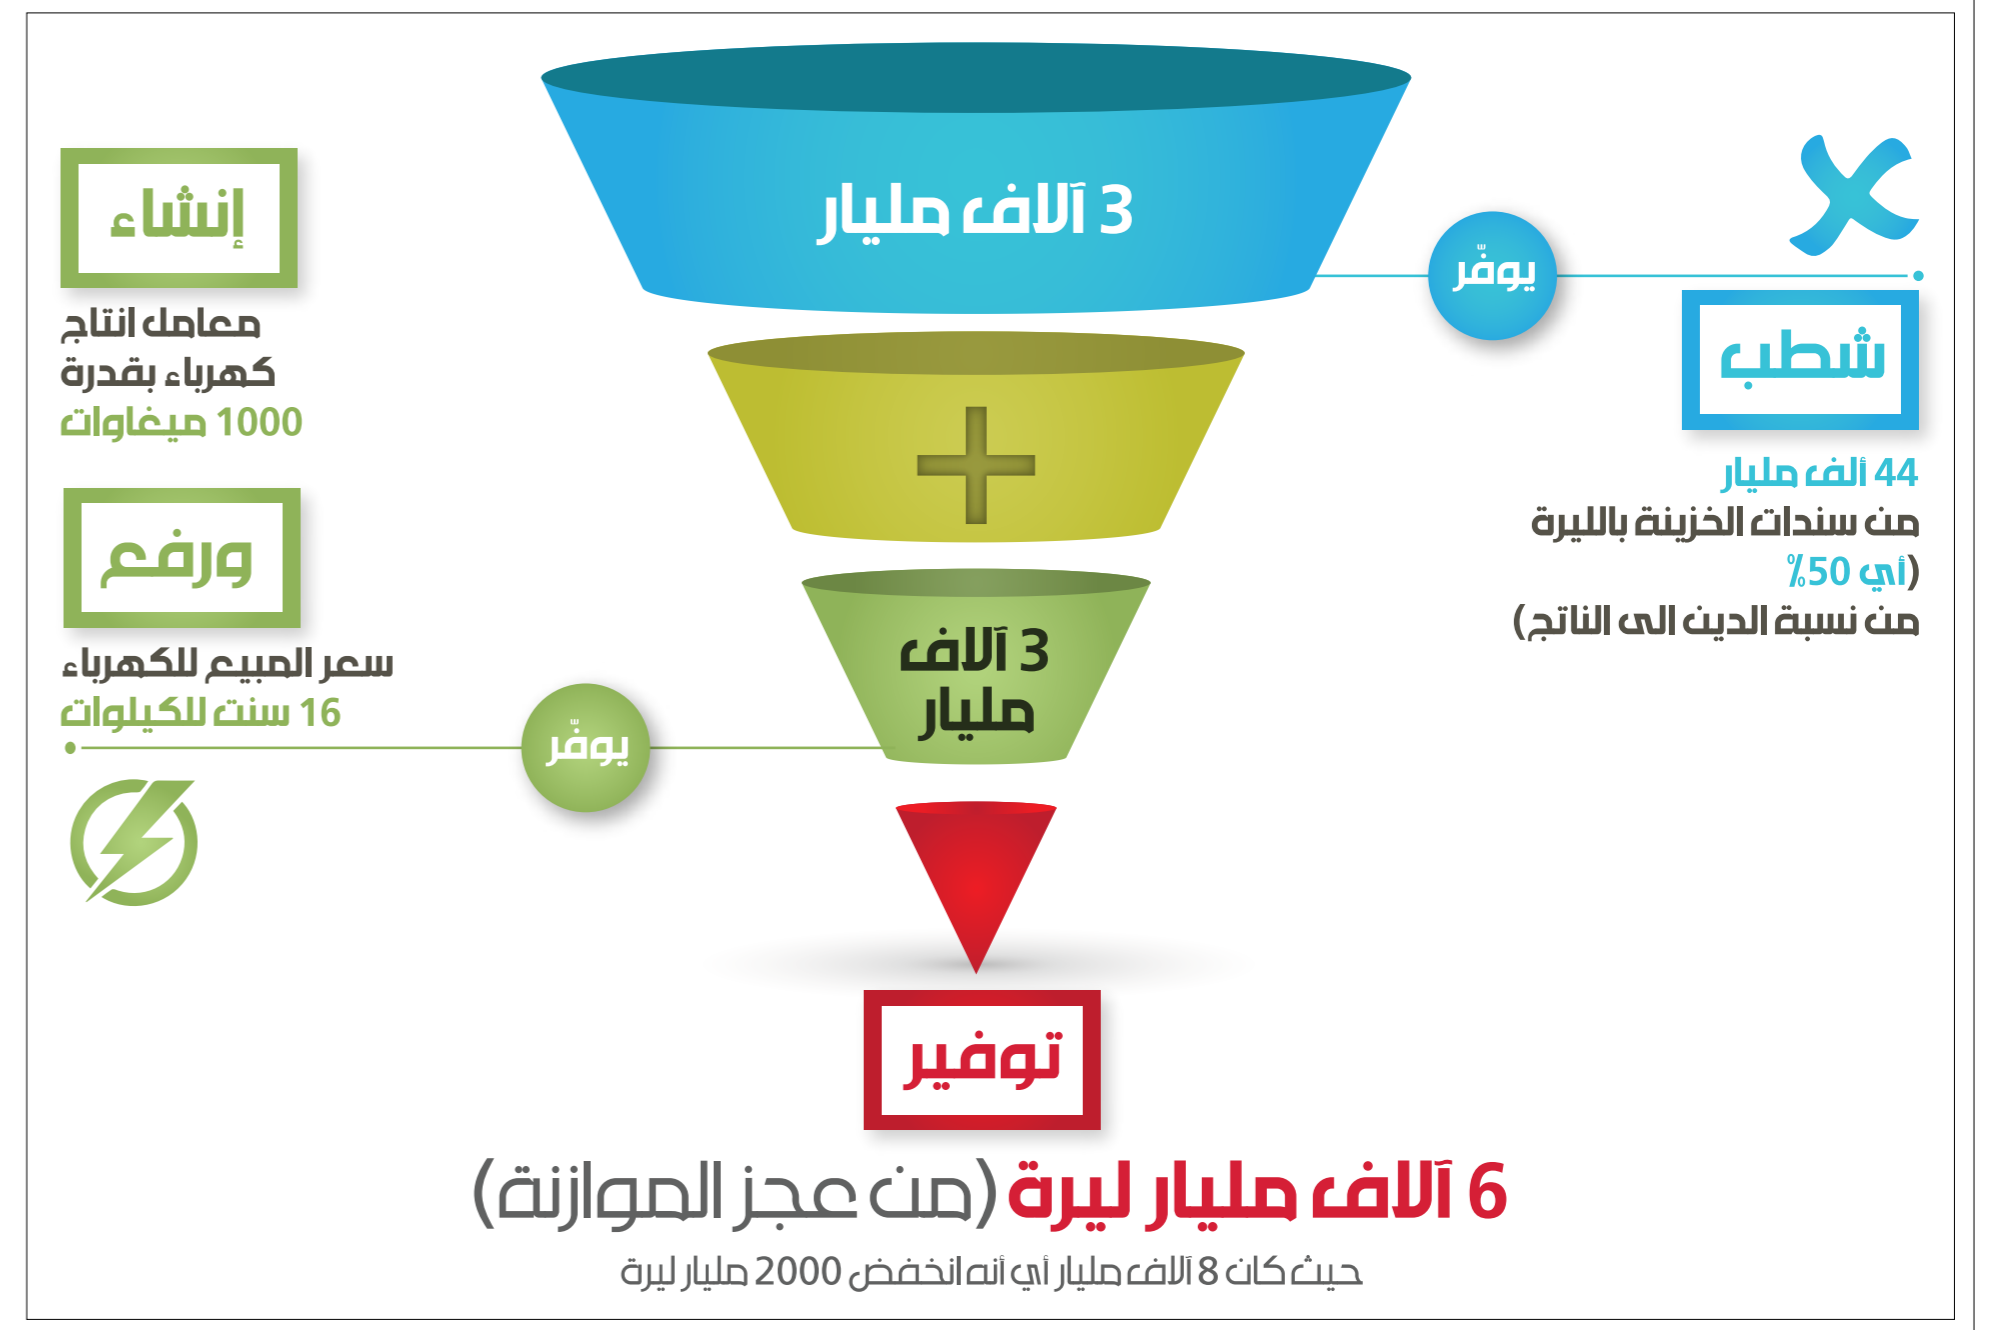 شطب
44 ألف مليار
من سندات الخزينة بالليرة
(أي 50%
من نسبة الدين الى الناتج)
يوفّر
3 آلاف مليار
+
إنشاء
معامل انتاج
كهرباء بقدرة
1000 ميغاوات
ورفع
سعر المبيع للكهرباء
16 سنت للكيلوات
يوفّر
3 آلاف
مليار
توفير
6 آلاف مليار ليرة (من عجز الموازنة)
حيث كان 8 آلاف مليار أي أنه انخفض 2000 مليار ليرة